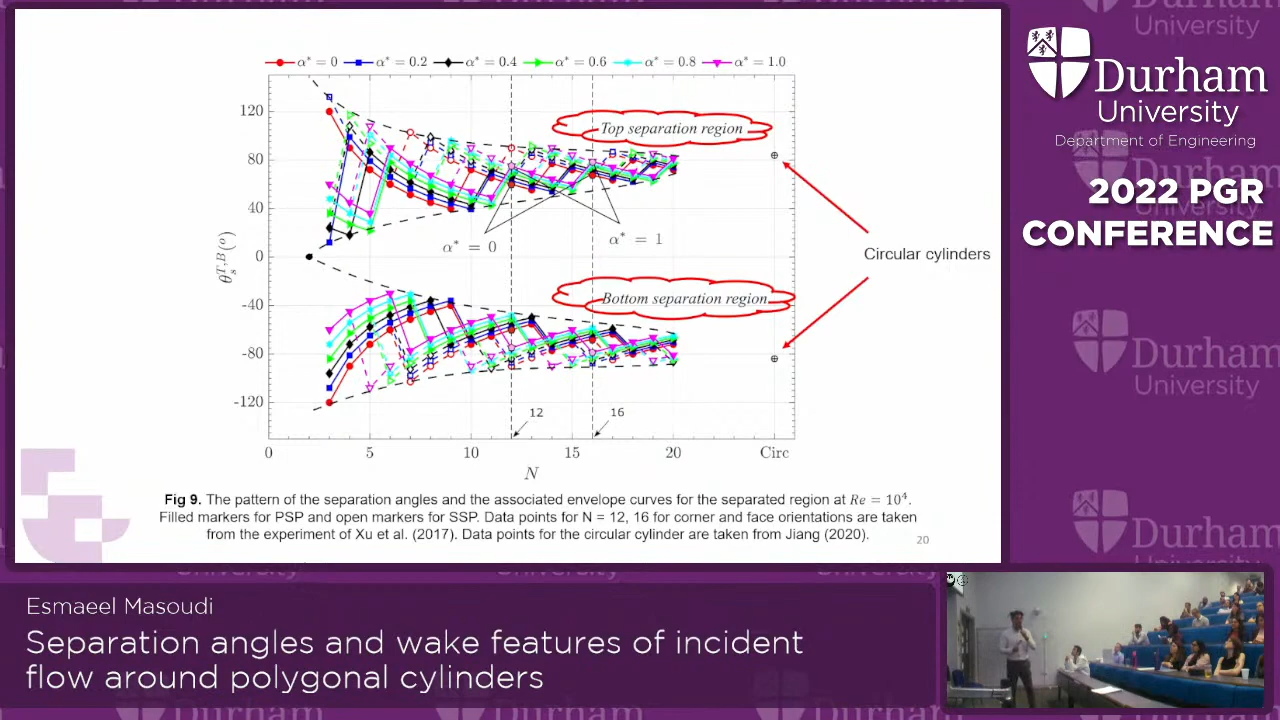 α* = 0 α* = 0.2 α* = 0.4 α* = 0.6 α* = 0.8 α* = 1.0
120
80
40
0
-40
-80
-120
θₛᵀ'ᴮ(°)
Top separation region
α* = 0
α* = 1
Circular cylinders
Bottom separation region
12
16
0 5 10 15 20 Circ
N
Fig 9. The pattern of the separation angles and the associated envelope curves for the separated region at Re = 10⁴.
Filled markers for PSP and open markers for SSP. Data points for N = 12, 16 for corner and face orientations are taken
from the experiment of Xu et al. (2017). Data points for the circular cylinder are taken from Jiang (2020).
20
Durham
University
Department of Engineering
2022 PGR
CONFERENCE
Durham
University
Durham
University
Esmaeel Masoudi
Separation angles and wake features of incident
flow around polygonal cylinders